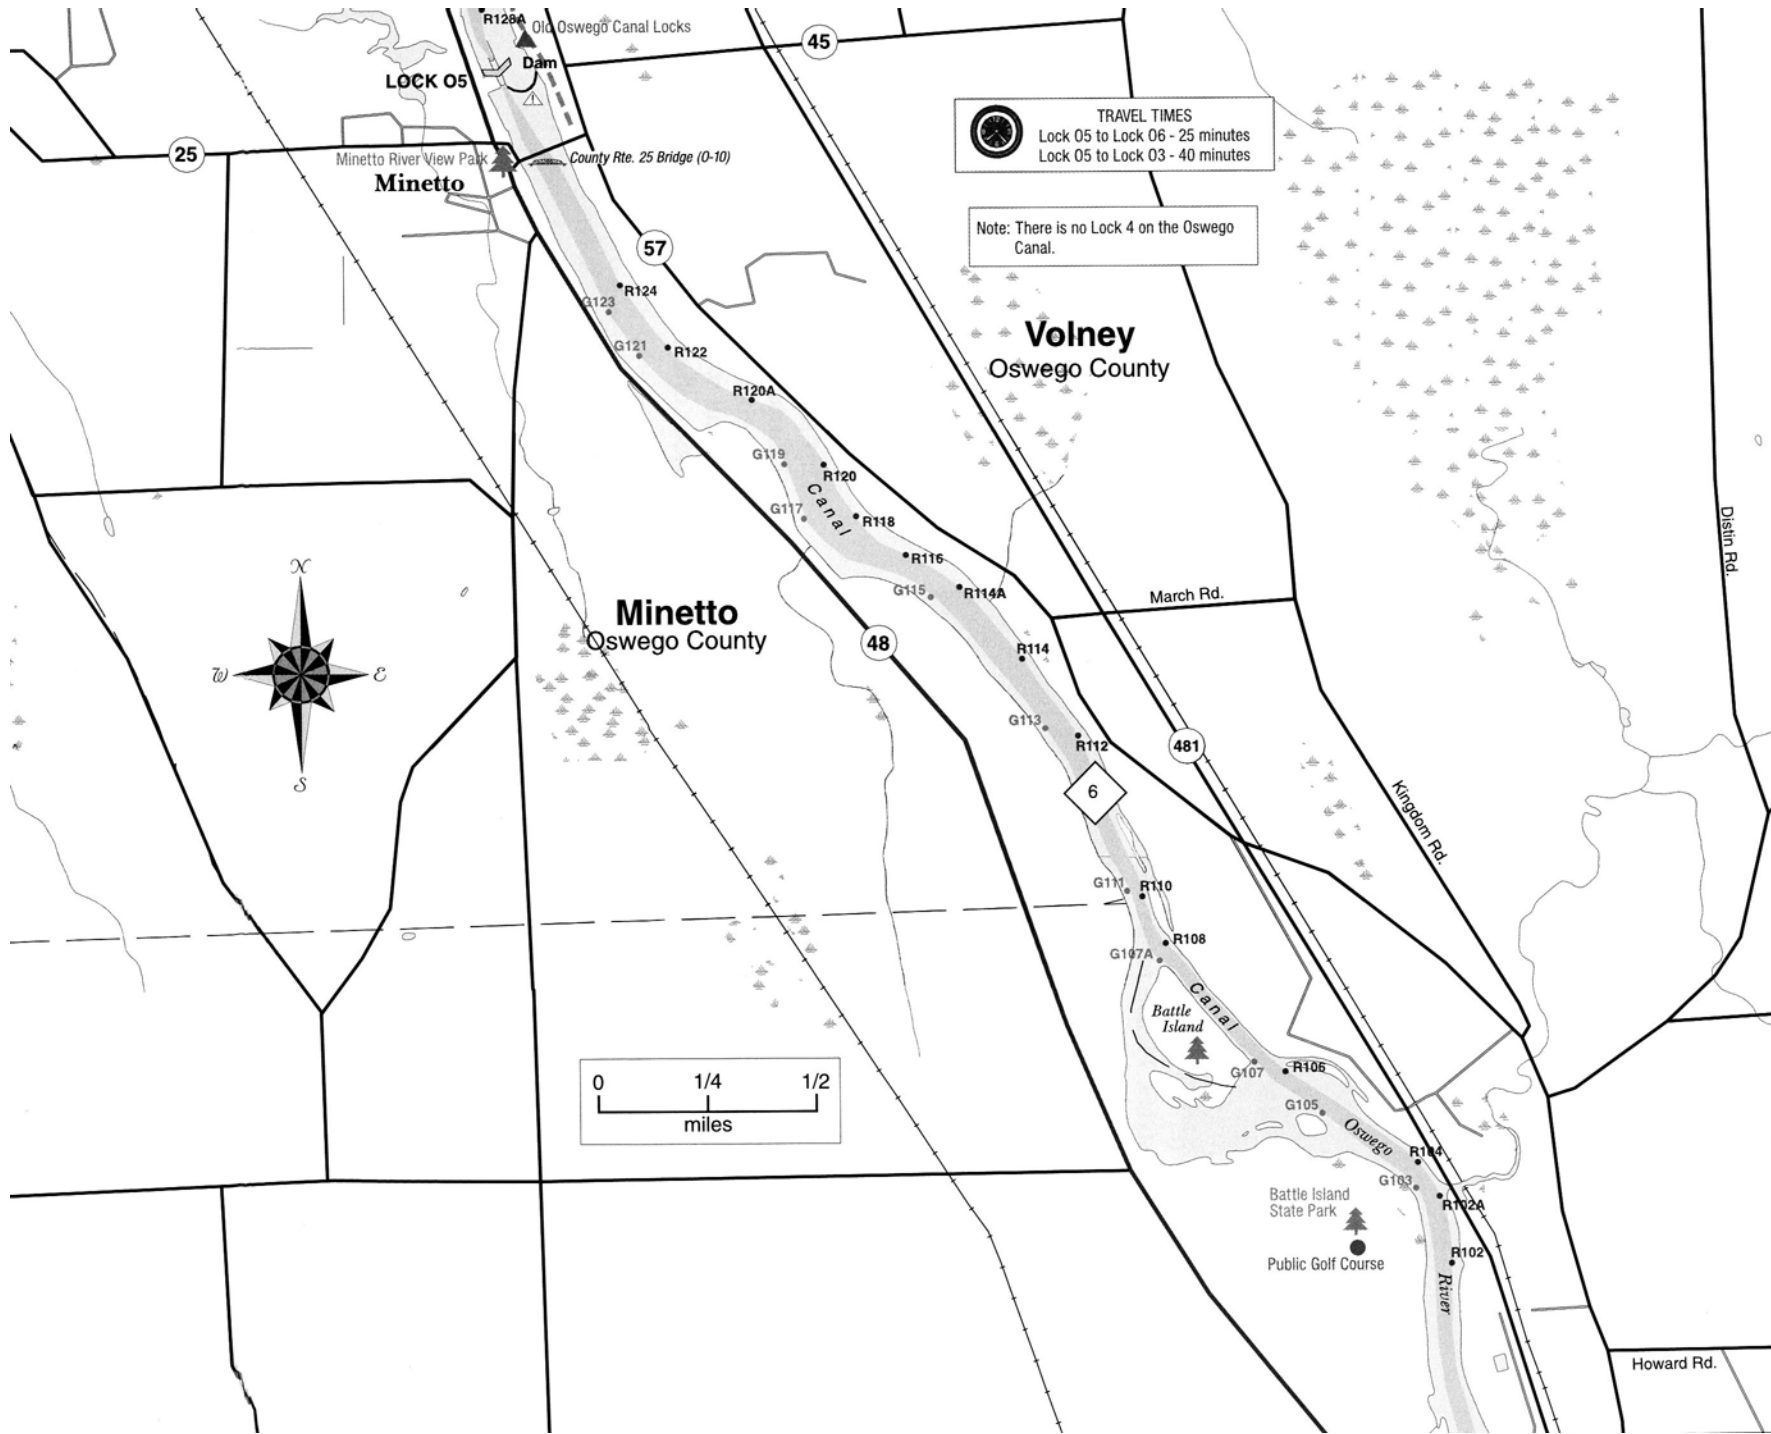 R128A
Old Oswego Canal Locks
45
Dam
LOCK O5
TRAVEL TIMES
Lock O5 to Lock O6 - 25 minutes
Lock O5 to Lock O3 - 40 minutes
25
Minetto River View Park
County Rte. 25 Bridge (O-10)
Minetto
Note: There is no Lock 4 on the Oswego
Canal.
57
R124
G123
Volney
Oswego County
G121
R122
R120A
G119
R120
Canal
G117
R118
Distin Rd.
R116
G115
R114A
March Rd.
N
W
E
S
Minetto
Oswego County
48
R114
G113
R112
481
6
Kingdom Rd.
G111
R110
R108
G107A
Canal
Battle
Island
G107
R106
0 1/4 1/2
miles
G105
Oswego
R104
G103
R102A
Battle Island
State Park
Public Golf Course
R102
River
Howard Rd.